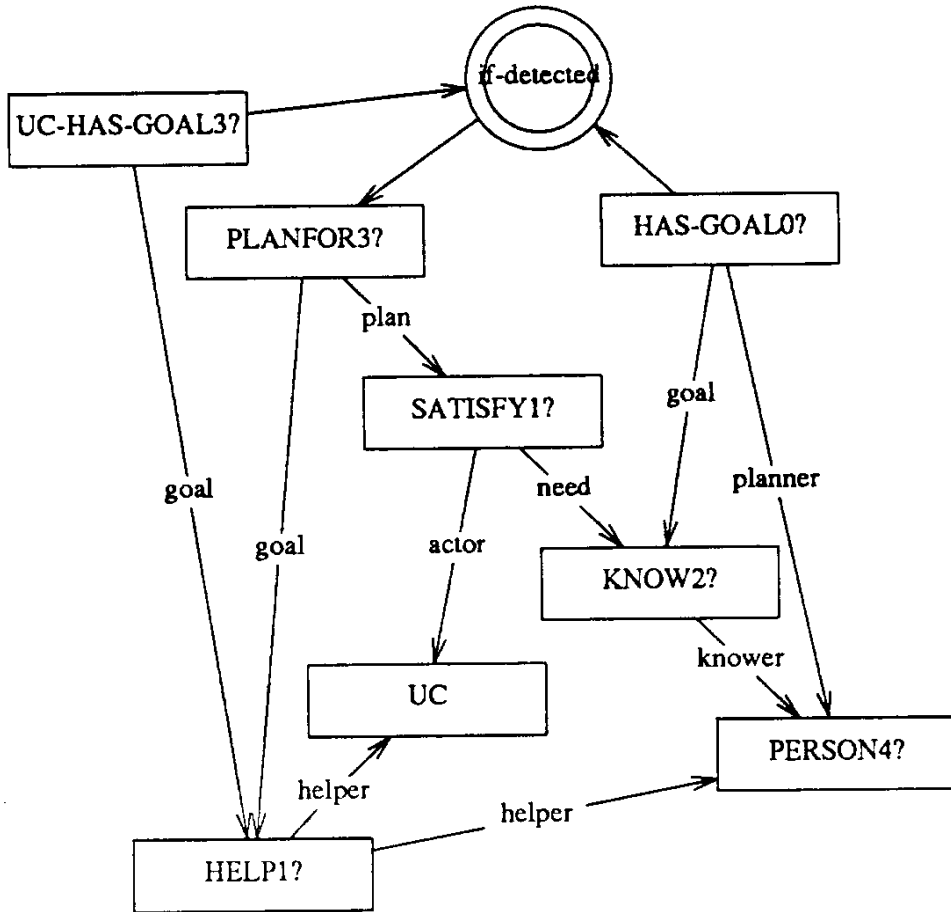 if-detected
UC-HAS-GOAL3?
PLANFOR3?
HAS-GOAL0?
plan
SATISFY1?
goal
goal
need
planner
goal
actor
KNOW2?
knower
UC
PERSON4?
helper
helper
HELP1?